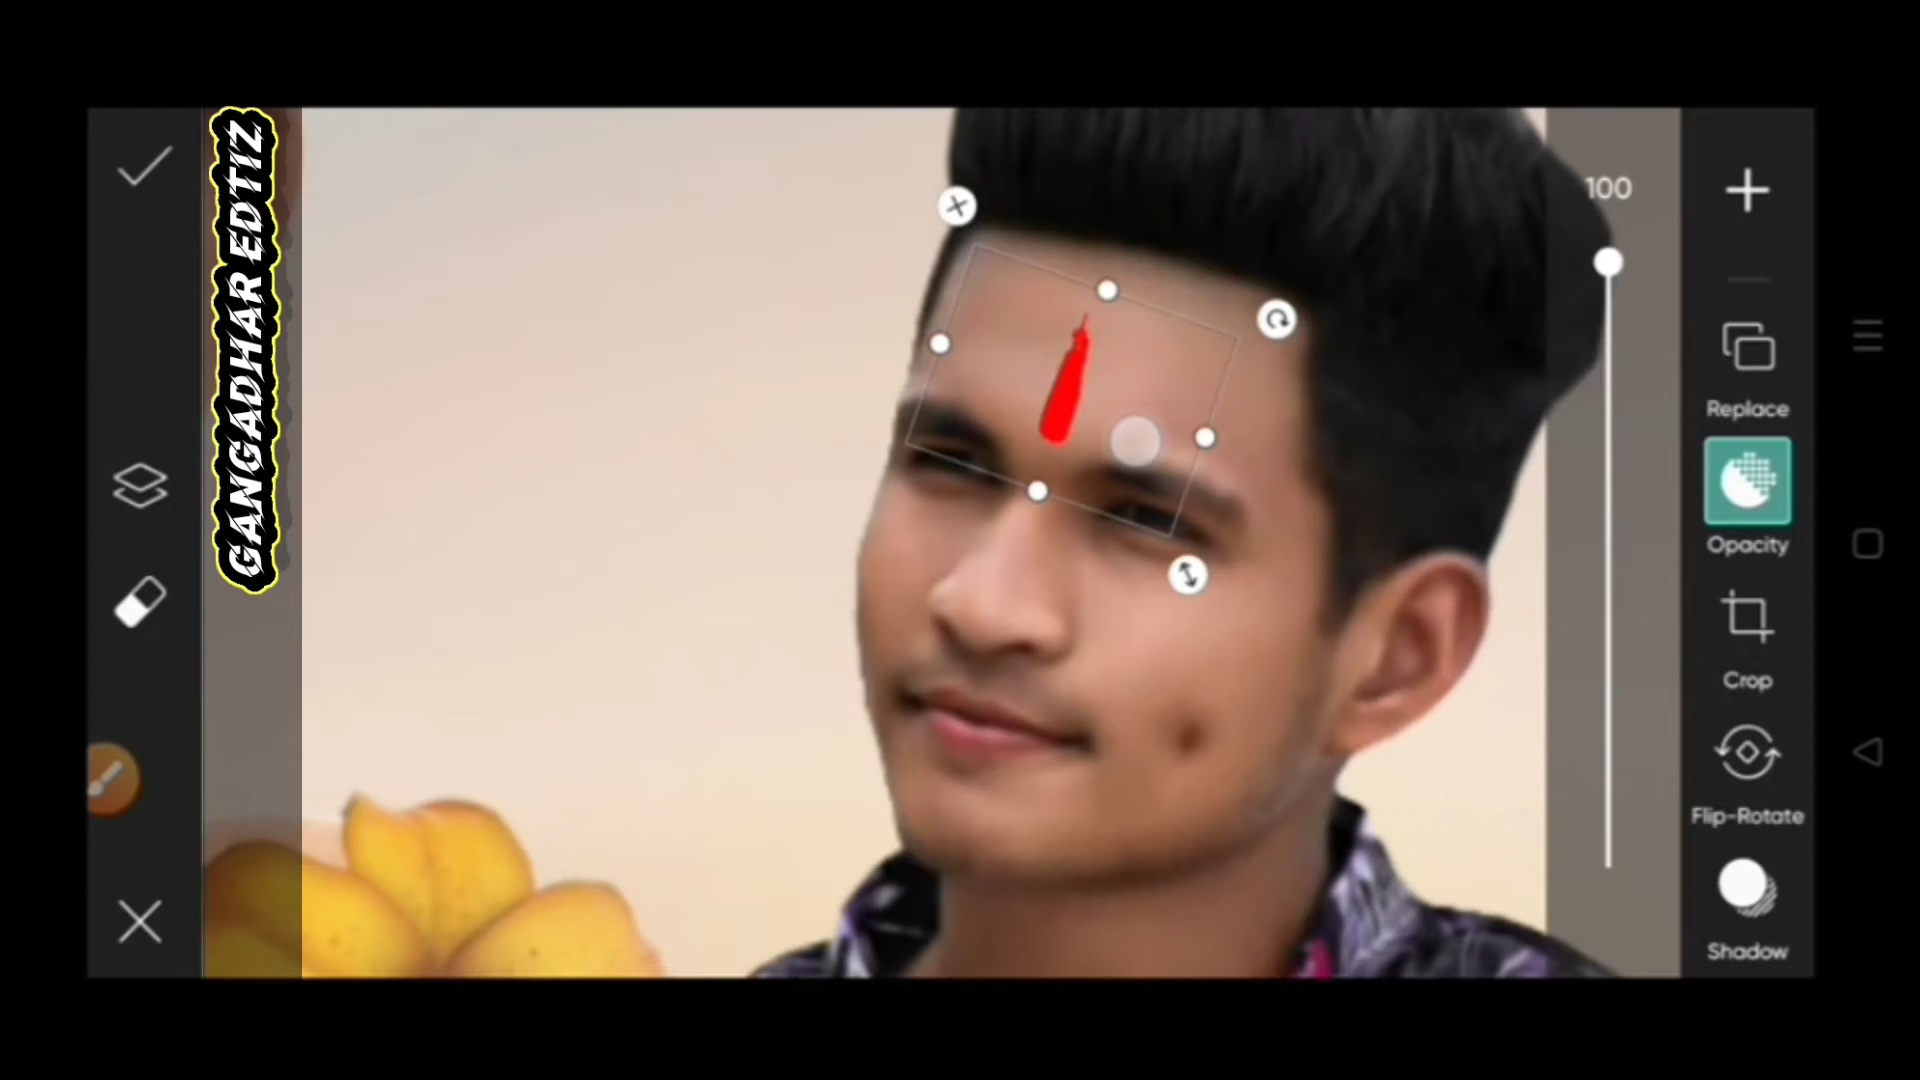 GANGADHAR EDTIZ
100
Replace
Opacity
Crop
Flip-Rotate
Shadow